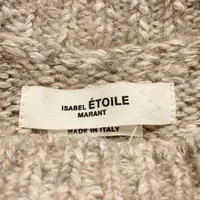 ISABEL ÉTOILE
MARANT
MADE IN ITALY